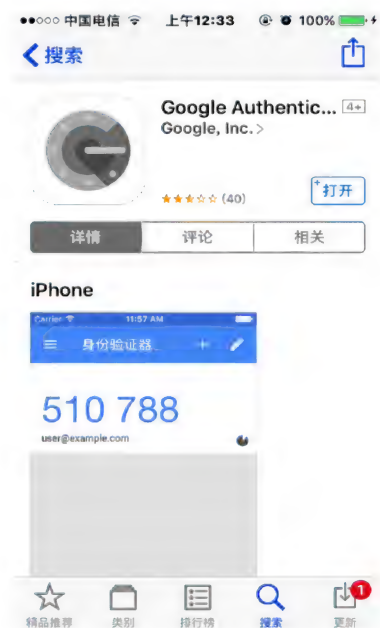 中国电信 上午12:33 100%
搜索
Google Authentic... 4+
Google, Inc. >
(40)
+打开
详情 评论 相关
iPhone
Carrier 11:57 AM
身份验证器
510 788
user@example.com
1
精品推荐 类别 排行榜 搜索 更新